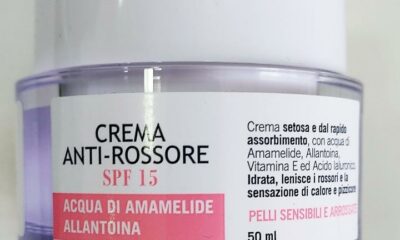 CREMA
ANTI-ROSSORE
SPF 15
ACQUA DI AMAMELIDE
ALLANTOINA
Crema setosa e dal rapido
assorbimento, con acqua di
Amamelide, Allantoina,
Vitamina E ed Acido Ialuronico.
Idrata, lenisce i rossori e la
sensazione di calore e pizzicore
PELLI SENSIBILI E ARROSSATE
50 ml